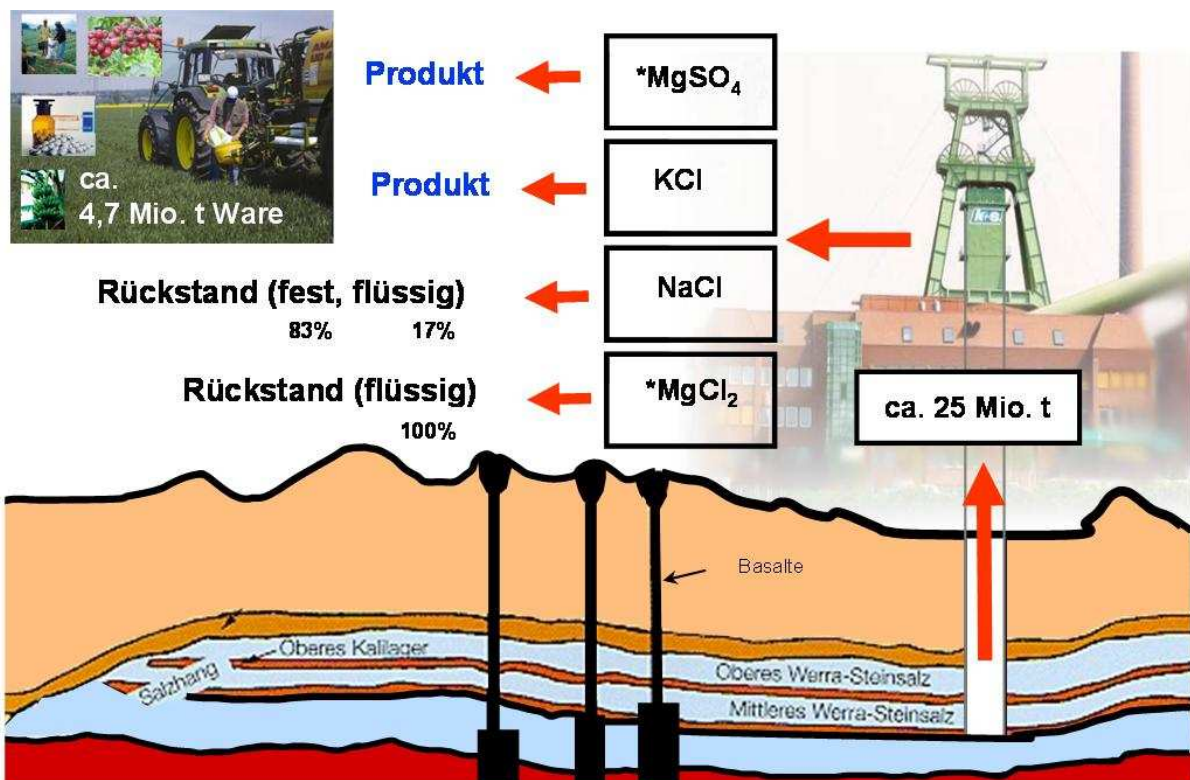 ca.
4,7 Mio. t Ware
Produkt
*MgSO4
Produkt
KCl
Rückstand (fest, flüssig)
83% 17%
NaCl
Rückstand (flüssig)
100%
*MgCl2
ca. 25 Mio. t
Basalte
Salzhang
Oberes Kalilager
Oberes Werra-Steinsalz
Mittleres Werra-Steinsalz